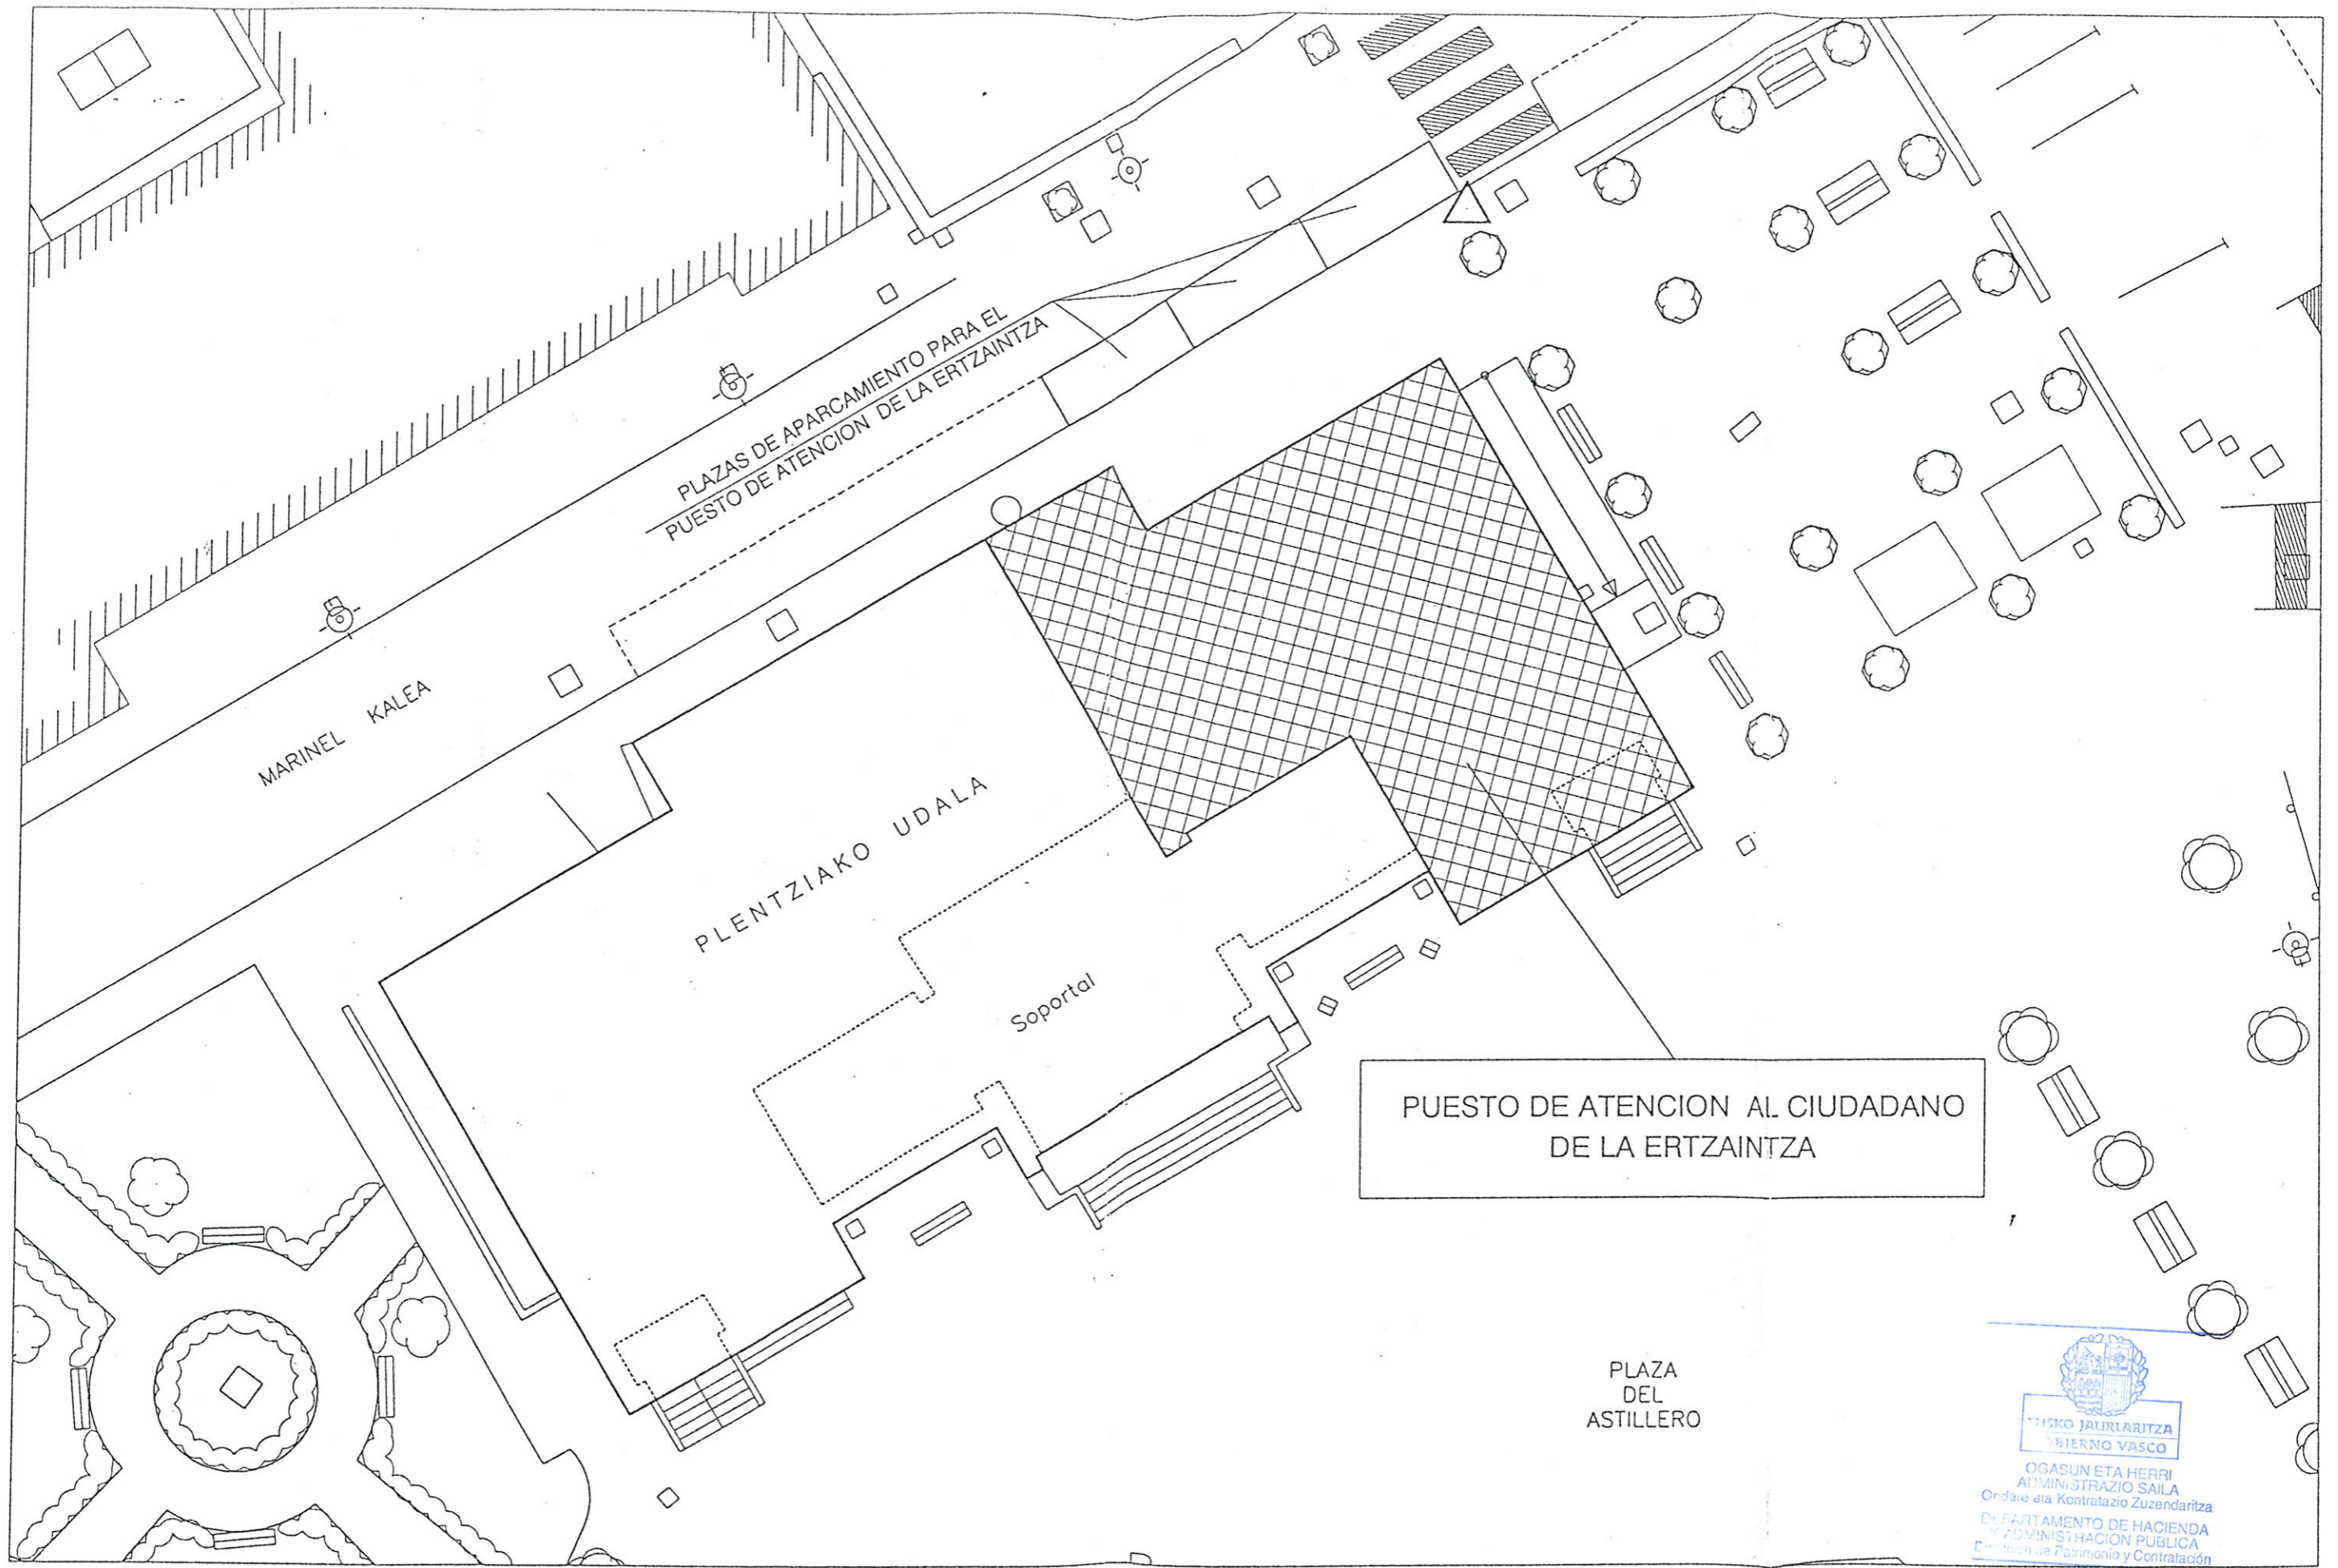 PLAZAS DE APARCAMIENTO PARA EL
PUESTO DE ATENCION DE LA ERTZAINTZA
MARINEL KALEA
PLENTZIAKO UDALA
Soportal
PUESTO DE ATENCION AL CIUDADANO
DE LA ERTZAINTZA
PLAZA
DEL
ASTILLERO
JAURLARITZA
VASCO
OGASUN ETA HERRI
ADMINISTRAZIO SAILA
Ondare eta Kontratazio Zuzendaritza
DEPARTAMENTO DE HACIENDA
Y ADMINISTRACION PUBLICA
de Patrimonio y Contratación